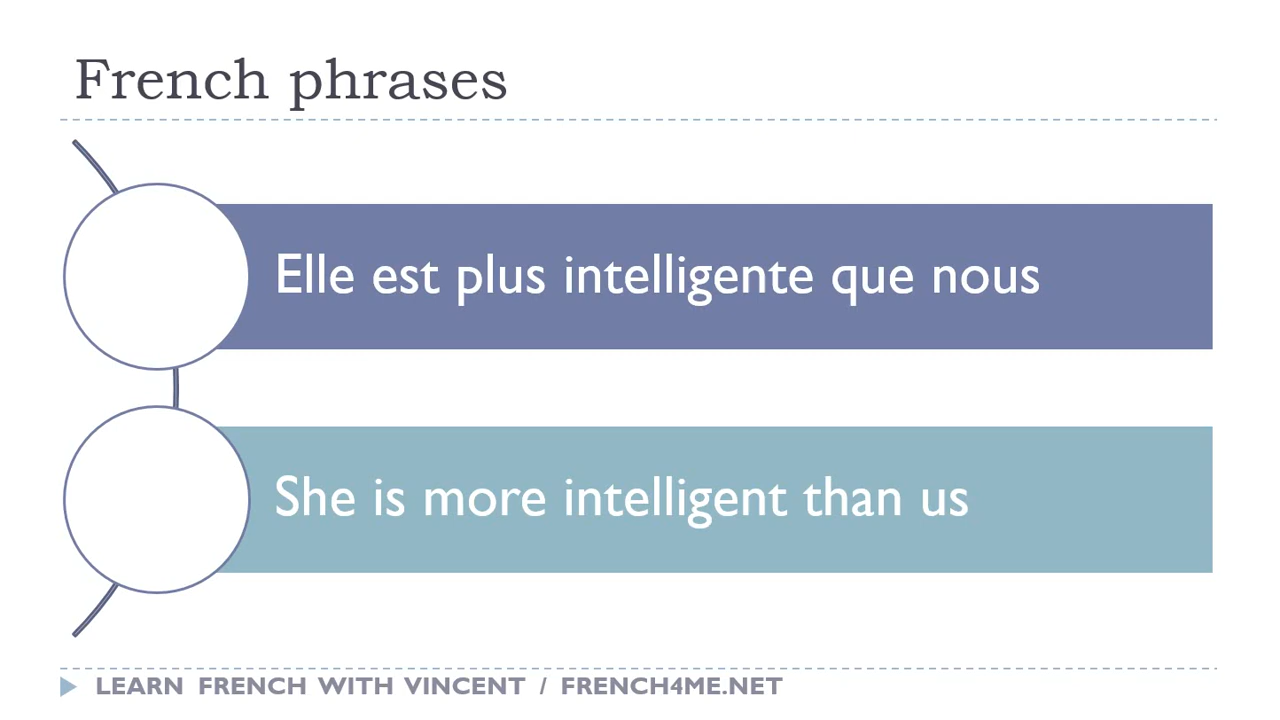 French phrases
Elle est plus intelligente que nous
She is more intelligent than us
LEARN FRENCH WITH VINCENT / FRENCH4ME.NET